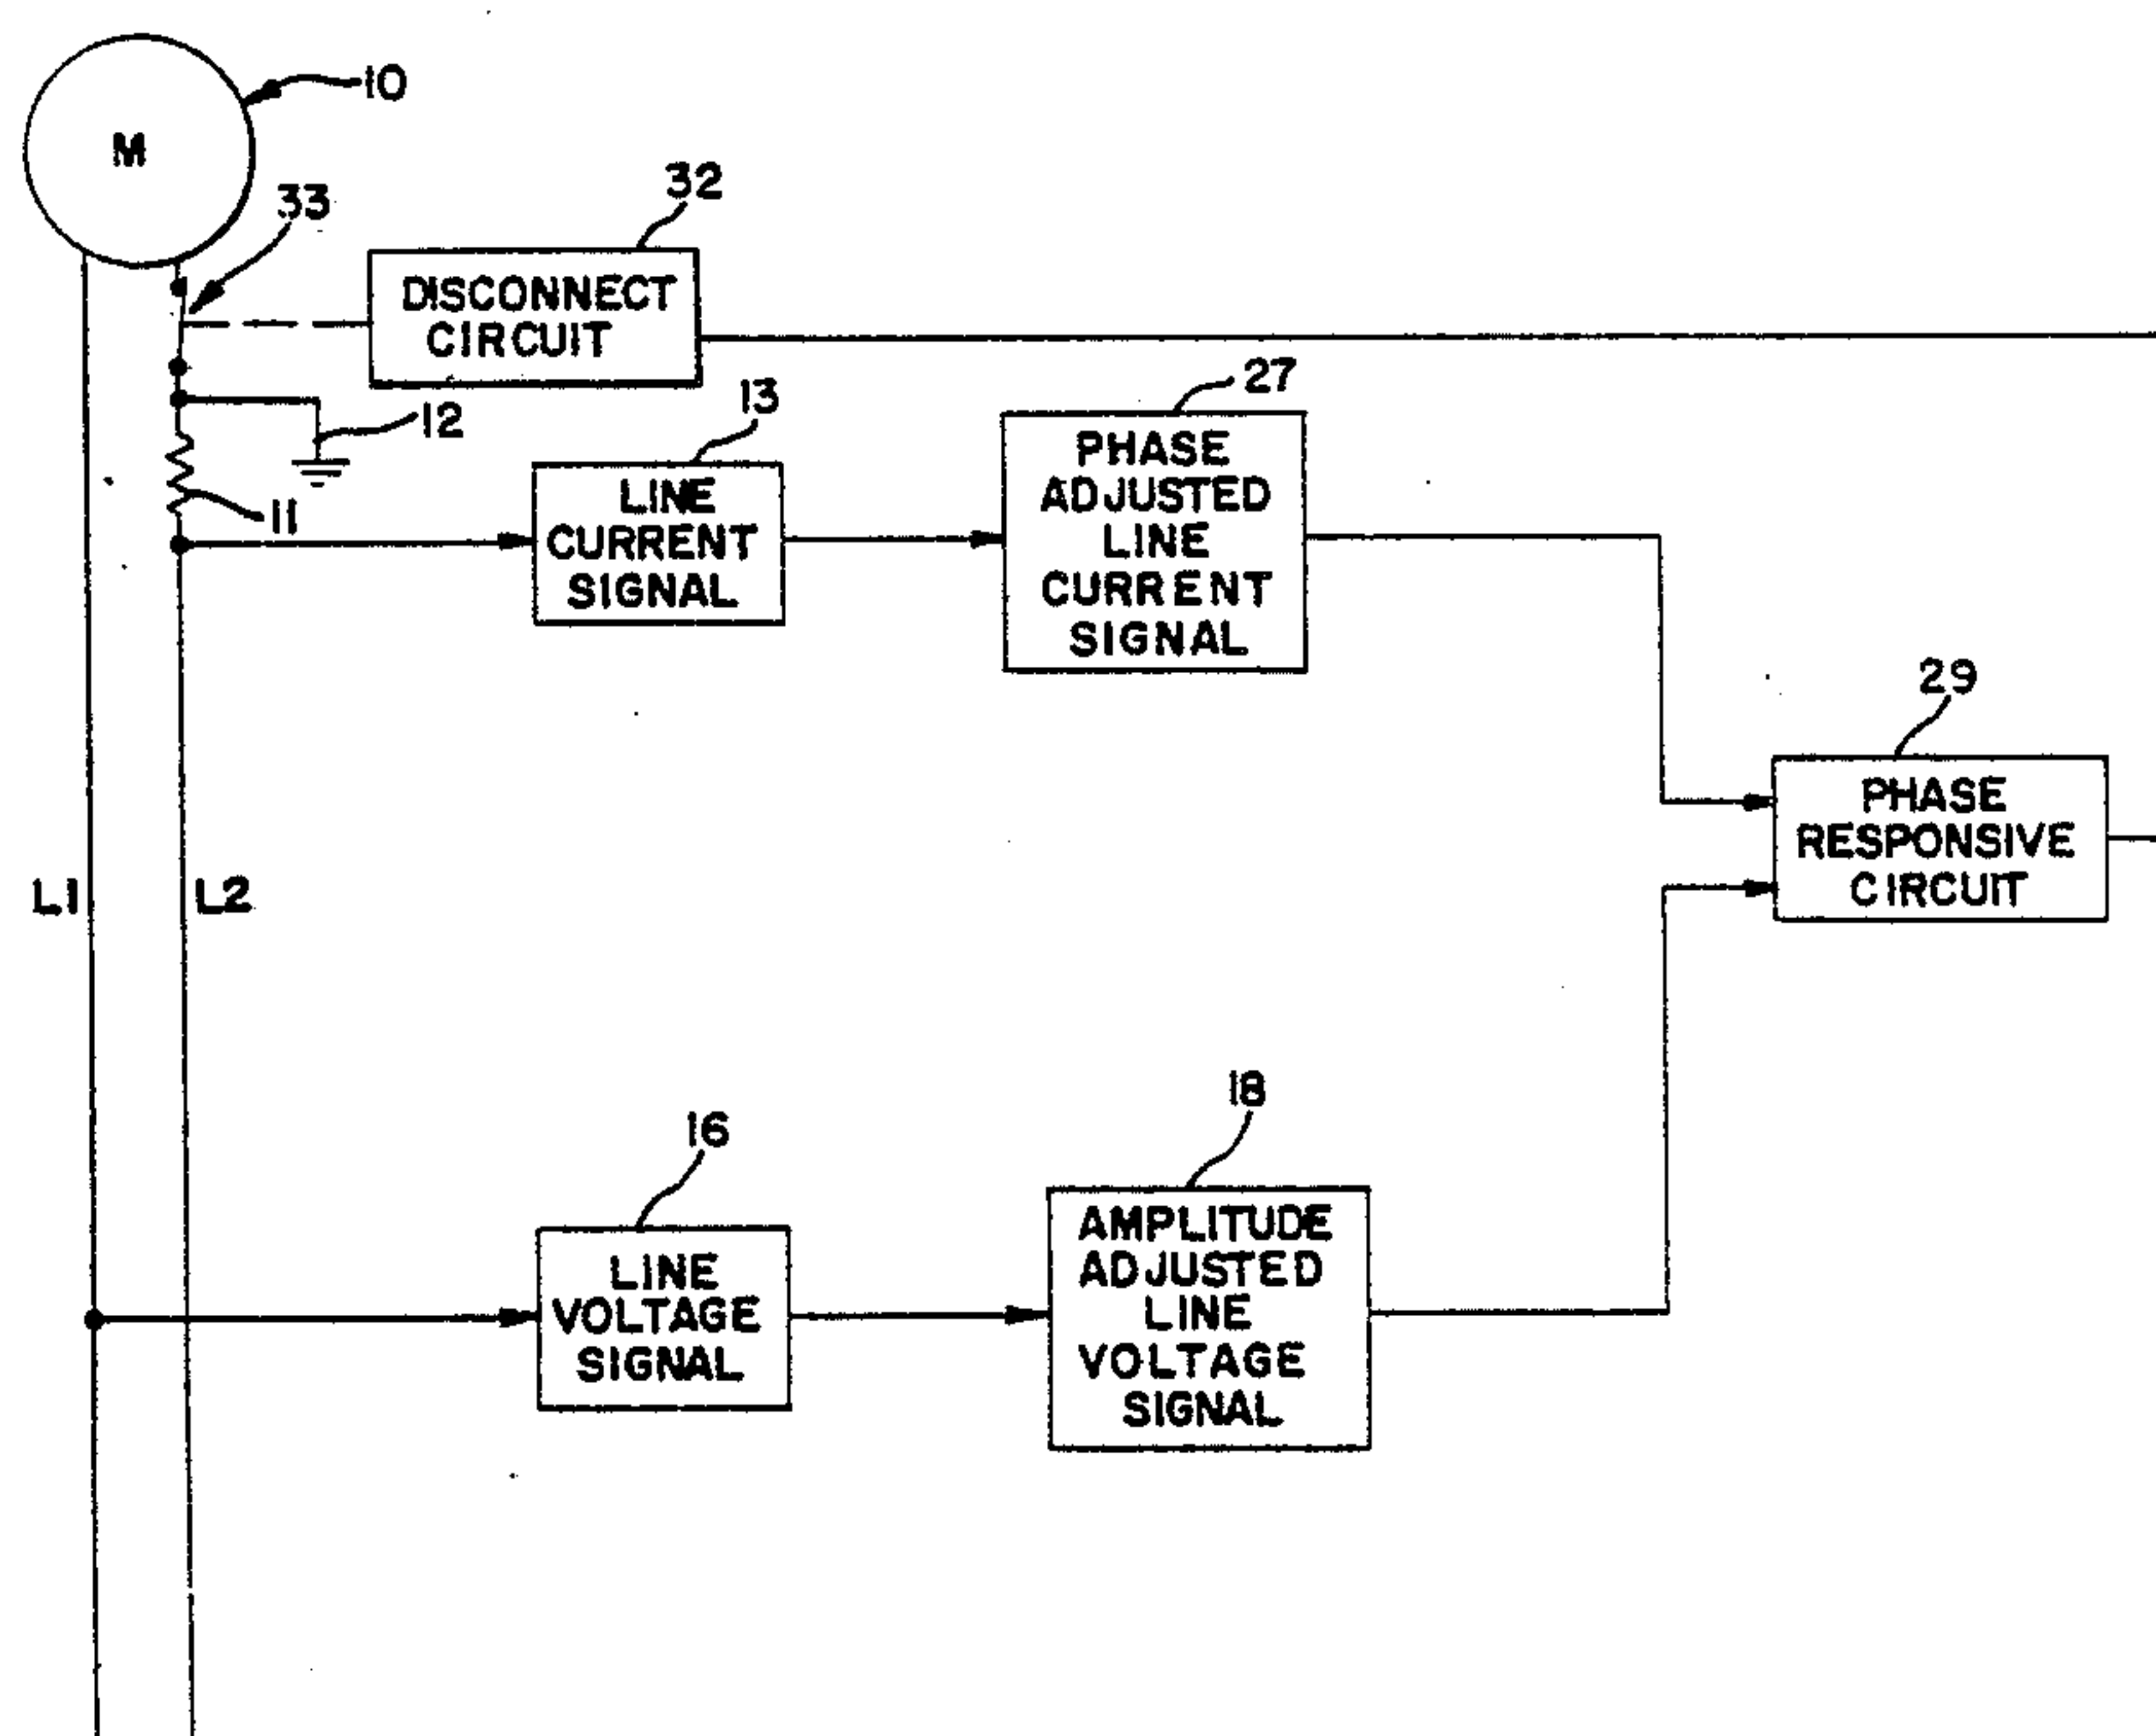 10
M
32
33
DISCONNECT
CIRCUIT
27
13
12
PHASE
ADJUSTED
LINE
CURRENT
SIGNAL
LINE
CURRENT
SIGNAL
11
29
PHASE
RESPONSIVE
CIRCUIT
L1
L2
18
16
AMPLITUDE
ADJUSTED
LINE
VOLTAGE
SIGNAL
LINE
VOLTAGE
SIGNAL